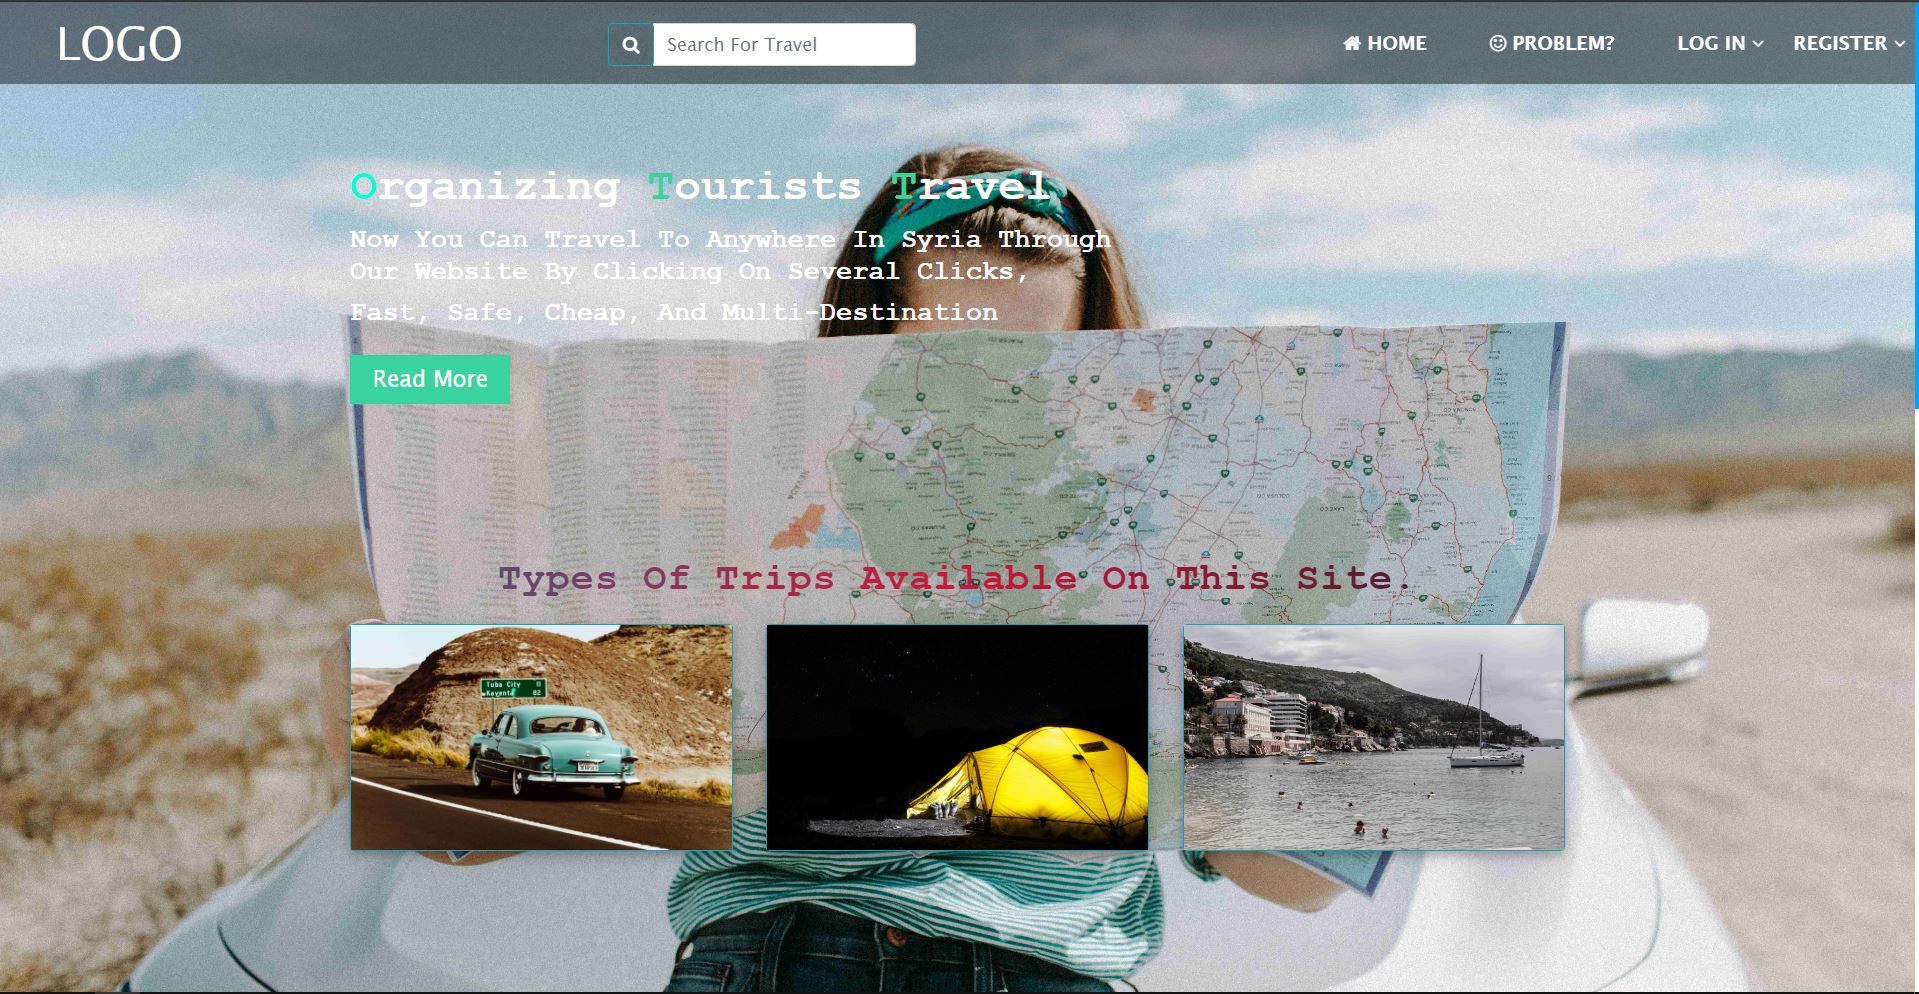 LOGO
Search For Travel
HOME
PROBLEM?
LOG IN
REGISTER
Organizing Tourists Travel
Now You Can Travel To Anywhere In Syria Through
Our Website By Clicking On Several Clicks,
Fast, Safe, Cheap, And Multi-Destination
Read More
Types Of Trips Available On This Site.
Tuba City 11
Kayenta 82